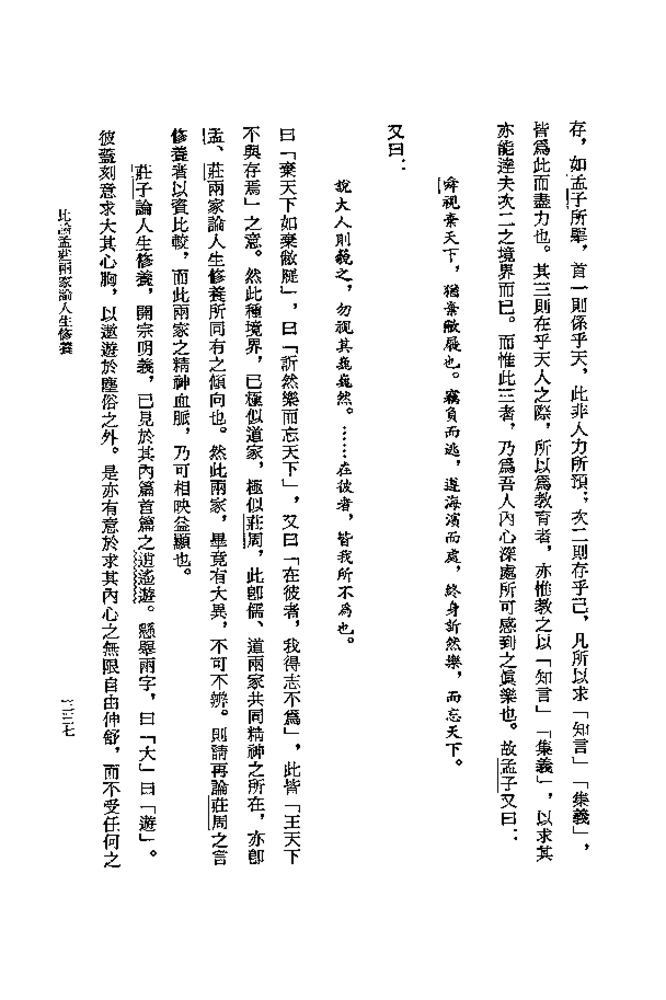 存，如孟子所舉，首一則係乎天，此非人力所預；次二則存乎己，凡所以求「知言」「集義」，
皆爲此而盡力也。其三則在乎天人之際，所以爲教育者，亦惟教之以「知言」「集義」，以求其
亦能達夫次二之境界而已。而惟此三者，乃爲吾人內心深處所可感到之眞樂也。故孟子又曰：
舜視棄天下，猶棄敝屣也。竊負而逃，遵海濱而處，終身訢然樂，而忘天下。
又曰：
說大人則藐之，勿視其巍巍然。……在彼者，皆我所不爲也。
曰「棄天下如棄敝屣」，曰「訢然樂而忘天下」，又曰「在彼者，我得志不爲」，此皆「王天下
不與存焉」之意。然此種境界，已極似道家，極似莊周，此卽儒、道兩家共同精神之所在，亦卽
孟、莊兩家論人生修養所同有之傾向也。然此兩家，畢竟有大異，不可不辨。則請再論莊周之言
修養者以資比較，而此兩家之精神血脈，乃可相映益顯也。
莊子論人生修養，開宗明義，已見於其內篇首篇之逍遙遊。懸舉兩字，曰「大」曰「遊」。
彼蓋刻意求大其心胸，以遨遊於塵俗之外。是亦有意於求其內心之無限自由伸舒，而不受任何之
比論孟莊兩家論人生修養
二三七